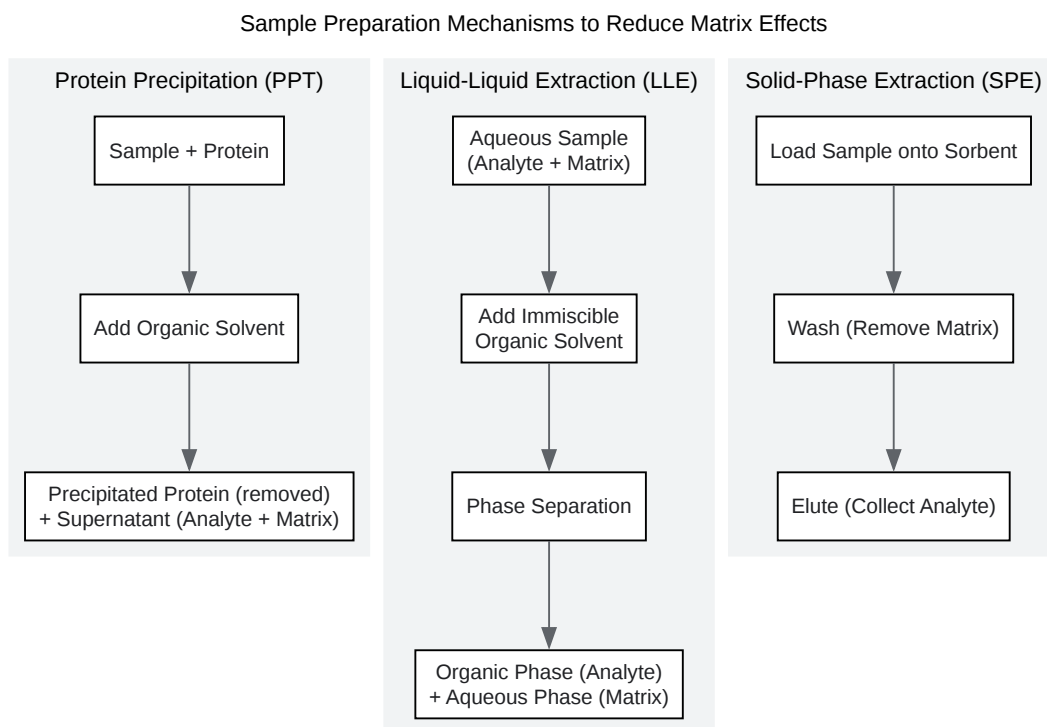 Sample Preparation Mechanisms to Reduce Matrix Effects
Protein Precipitation (PPT)
Sample + Protein
Add Organic Solvent
Precipitated Protein (removed)
+ Supernatant (Analyte + Matrix)
Liquid-Liquid Extraction (LLE)
Aqueous Sample
(Analyte + Matrix)
Add Immiscible
Organic Solvent
Phase Separation
Organic Phase (Analyte)
+ Aqueous Phase (Matrix)
Solid-Phase Extraction (SPE)
Load Sample onto Sorbent
Wash (Remove Matrix)
Elute (Collect Analyte)